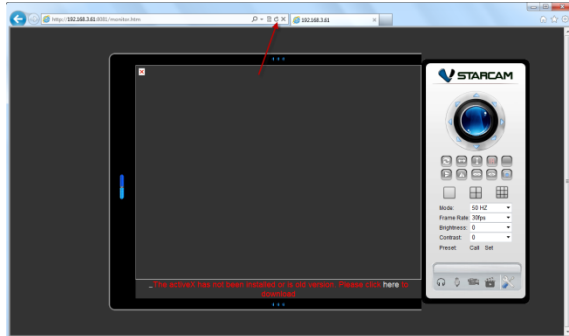 http://192.168.3.61:8081/monitor.htm
192.168.3.61
VSTARCAM
Mode: 50 HZ
Frame Rate 30fps
Brightness: 0
Contrast: 0
Preset: Call Set
_The activeX has not been installed or is old version. Please click here to
download